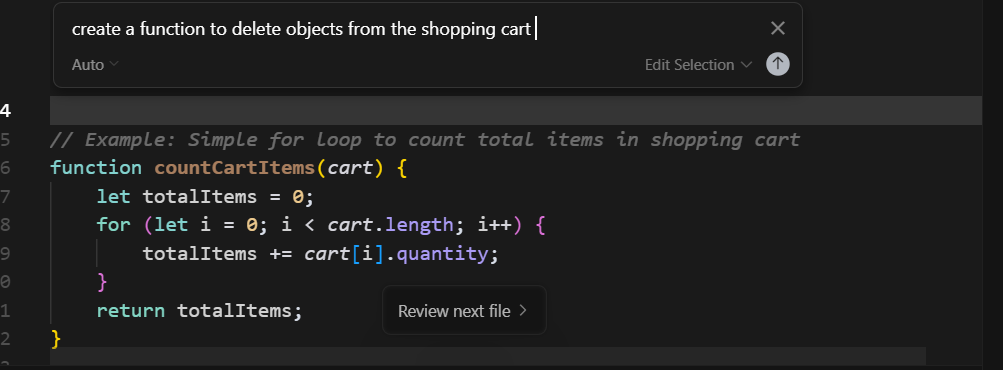 create a function to delete objects from the shopping cart
Auto
Edit Selection
4
5 // Example: Simple for loop to count total items in shopping cart
6 function countCartItems(cart) {
7     let totalItems = 0;
8     for (let i = 0; i < cart.length; i++) {
9         totalItems += cart[i].quantity;
0     }
1     return totalItems;
Review next file
2 }